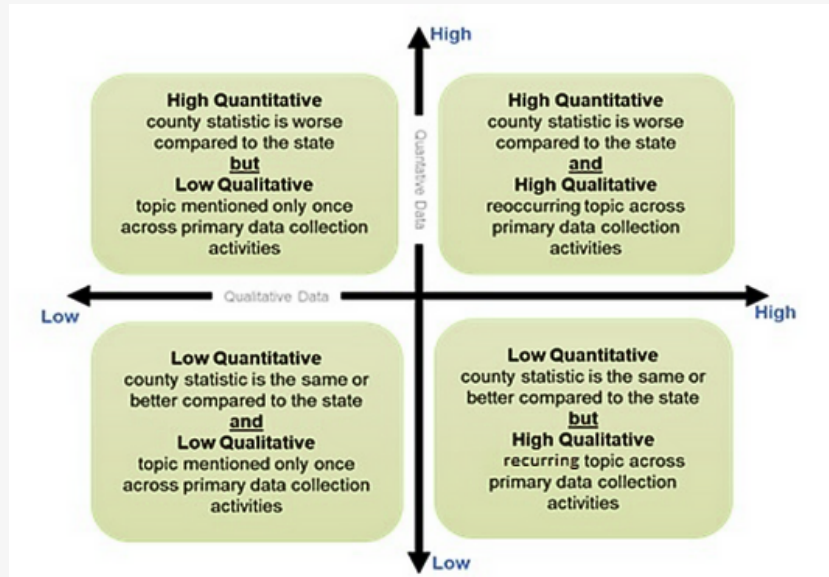 High
High Quantitative
county statistic is worse
compared to the state
but
Low Qualitative
topic mentioned only once
across primary data collection
activities
Quantative Data
High Quantitative
county statistic is worse
compared to the state
and
High Qualitative
reoccurring topic across
primary data collection
activities
Low
Qualitative Data
High
Low Quantitative
county statistic is the same or
better compared to the state
and
Low Qualitative
topic mentioned only once
across primary data collection
activities
Low Quantitative
county statistic is the same or
better compared to the state
but
High Qualitative
recurring topic across
primary data collection
activities
Low